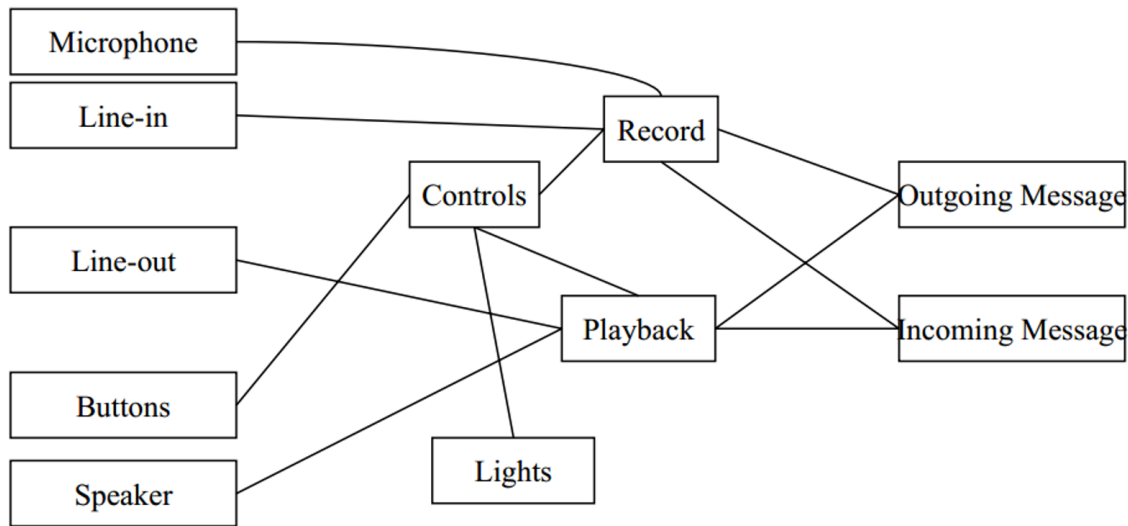 Microphone
Line-in
Record
Controls
Outgoing Message
Line-out
Playback
Incoming Message
Buttons
Lights
Speaker